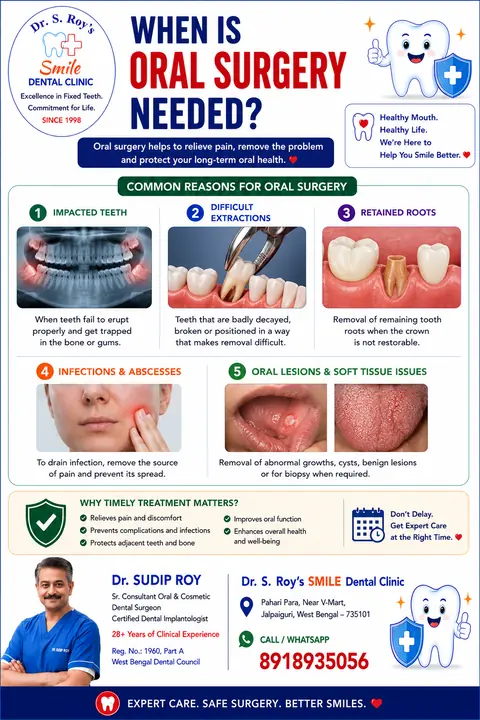 Dr. S. Roy's
Smile
DENTAL CLINIC
Excellence in Fixed Teeth.
Commitment for Life.
SINCE 1998
WHEN IS
ORAL SURGERY
NEEDED?
Oral surgery helps to relieve pain, remove the problem
and protect your long-term oral health.
Healthy Mouth.
Healthy Life.
We're Here to
Help You Smile Better.
COMMON REASONS FOR ORAL SURGERY
1 IMPACTED TEETH
When teeth fail to erupt
properly and get trapped
in the bone or gums.
2 DIFFICULT
EXTRACTIONS
Teeth that are badly decayed,
broken or positioned in a way
that makes removal difficult.
3 RETAINED ROOTS
Removal of remaining tooth
roots when the crown
is not restorable.
4 INFECTIONS & ABSCESSES
To drain infection, remove the source
of pain and prevent its spread.
5 ORAL LESIONS & SOFT TISSUE ISSUES
Removal of abnormal growths, cysts, benign lesions
or for biopsy when required.
WHY TIMELY TREATMENT MATTERS?
Relieves pain and discomfort
Prevents complications and infections
Protects adjacent teeth and bone
Improves oral function
Enhances overall health
and well-being
Don't Delay.
Get Expert Care
at the Right Time.
Dr. SUDIP ROY
Sr. Consultant Oral & Cosmetic
Dental Surgeon
Certified Dental Implantologist
28+ Years of Clinical Experience
Reg. No.: 1960, Part A
West Bengal Dental Council
DR. SUDIP ROY
Dr. S. Roy's SMILE Dental Clinic
Pahari Para, Near V-Mart,
Jalpaiguri, West Bengal – 735101
CALL / WHATSAPP
8918935056
EXPERT CARE. SAFE SURGERY. BETTER SMILES.